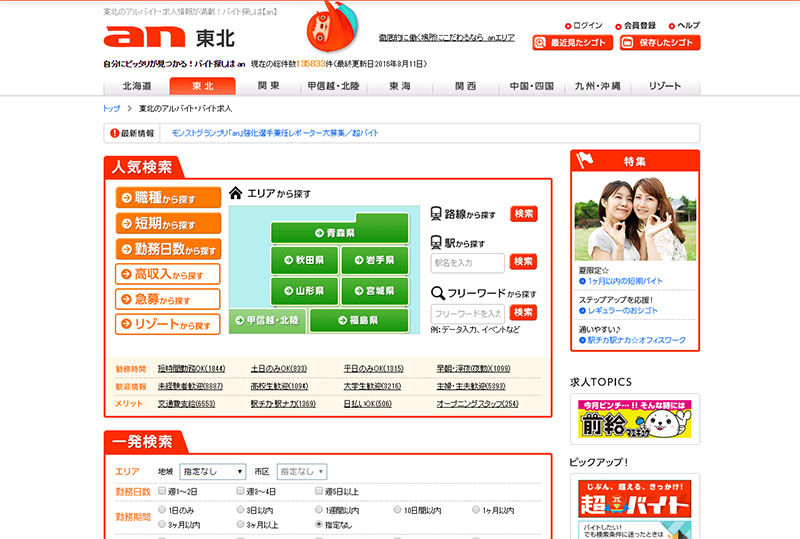 東北のアルバイト・求人情報が満載！バイト探しは【an】
an 東北
徹底的に働く場所にこだわるなら anエリア
ログイン 会員登録 ヘルプ
最近見たシゴト 保存したシゴト
自分にピッタリが見つかる！バイト探しは an 現在の総件数135833件(最終更新日2016年8月11日)
北海道 東北 関東 甲信越・北陸 東海 関西 中国・四国 九州・沖縄 リゾート
トップ > 東北のアルバイト・バイト求人
最新情報 モンストグランプリ「an」強化選手兼任レポーター大募集／超バイト
人気検索
職種から探す
短期から探す
勤務日数から探す
高収入から探す
急募から探す
リゾートから探す
エリアから探す
青森県
秋田県 岩手県
山形県 宮城県
甲信越・北陸 福島県
路線から探す 検索
駅から探す
駅名を入力 検索
フリーワードから探す
フリーワードを入力 検索
例：データ入力、イベントなど
勤務時間 短時間勤務OK(1844) 土日のみOK(833) 平日のみOK(1315) 早朝・深夜(夜勤)(1099)
歓迎情報 未経験者歓迎(8887) 高校生歓迎(1094) 大学生歓迎(3216) 主婦・主夫歓迎(5393)
メリット 交通費支給(6553) 駅チカ・駅ナカ(1369) 日払いOK(506) オープニングスタッフ(254)
一発検索
エリア 地域 指定なし 市区 指定なし
勤務日数 週1～2日 週3～4日 週5日以上
勤務期間 1日のみ 3日以内 1週間以内 10日間以内 1ヶ月以内
3ヶ月以内 3ヶ月以上 指定なし
特集
夏限定☆
1ヶ月以内の短期バイト
ステップアップを応援！
レギュラーのおシゴト
通いやすい♪
駅チカ駅ナカ☆オフィスワーク
求人TOPICS
今月ピンチ…!! そんな時には
前給
ピックアップ！
じぶん、超える、きっかけ！
超バイト
バイトしたい！
でも検索条件に迷ったときは